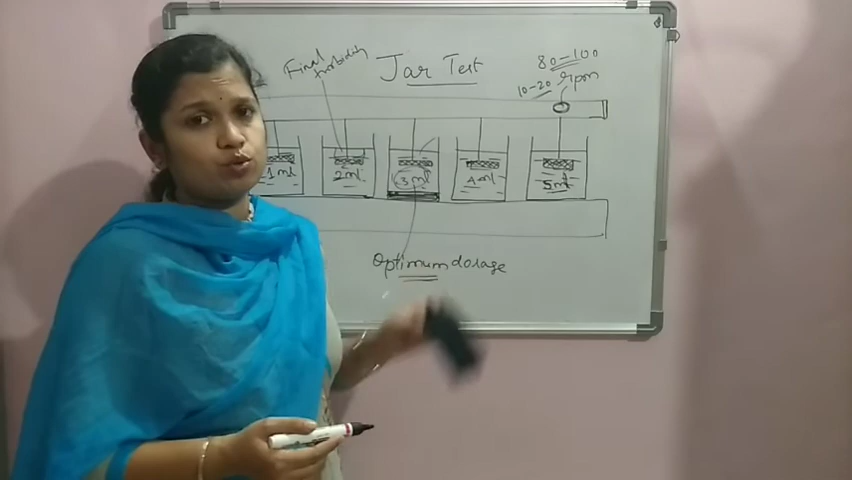 Final
turbidity
Jar Test
80-100
10-20 rpm
1ml
2ml
3ml
4ml
5ml
Optimum dosage